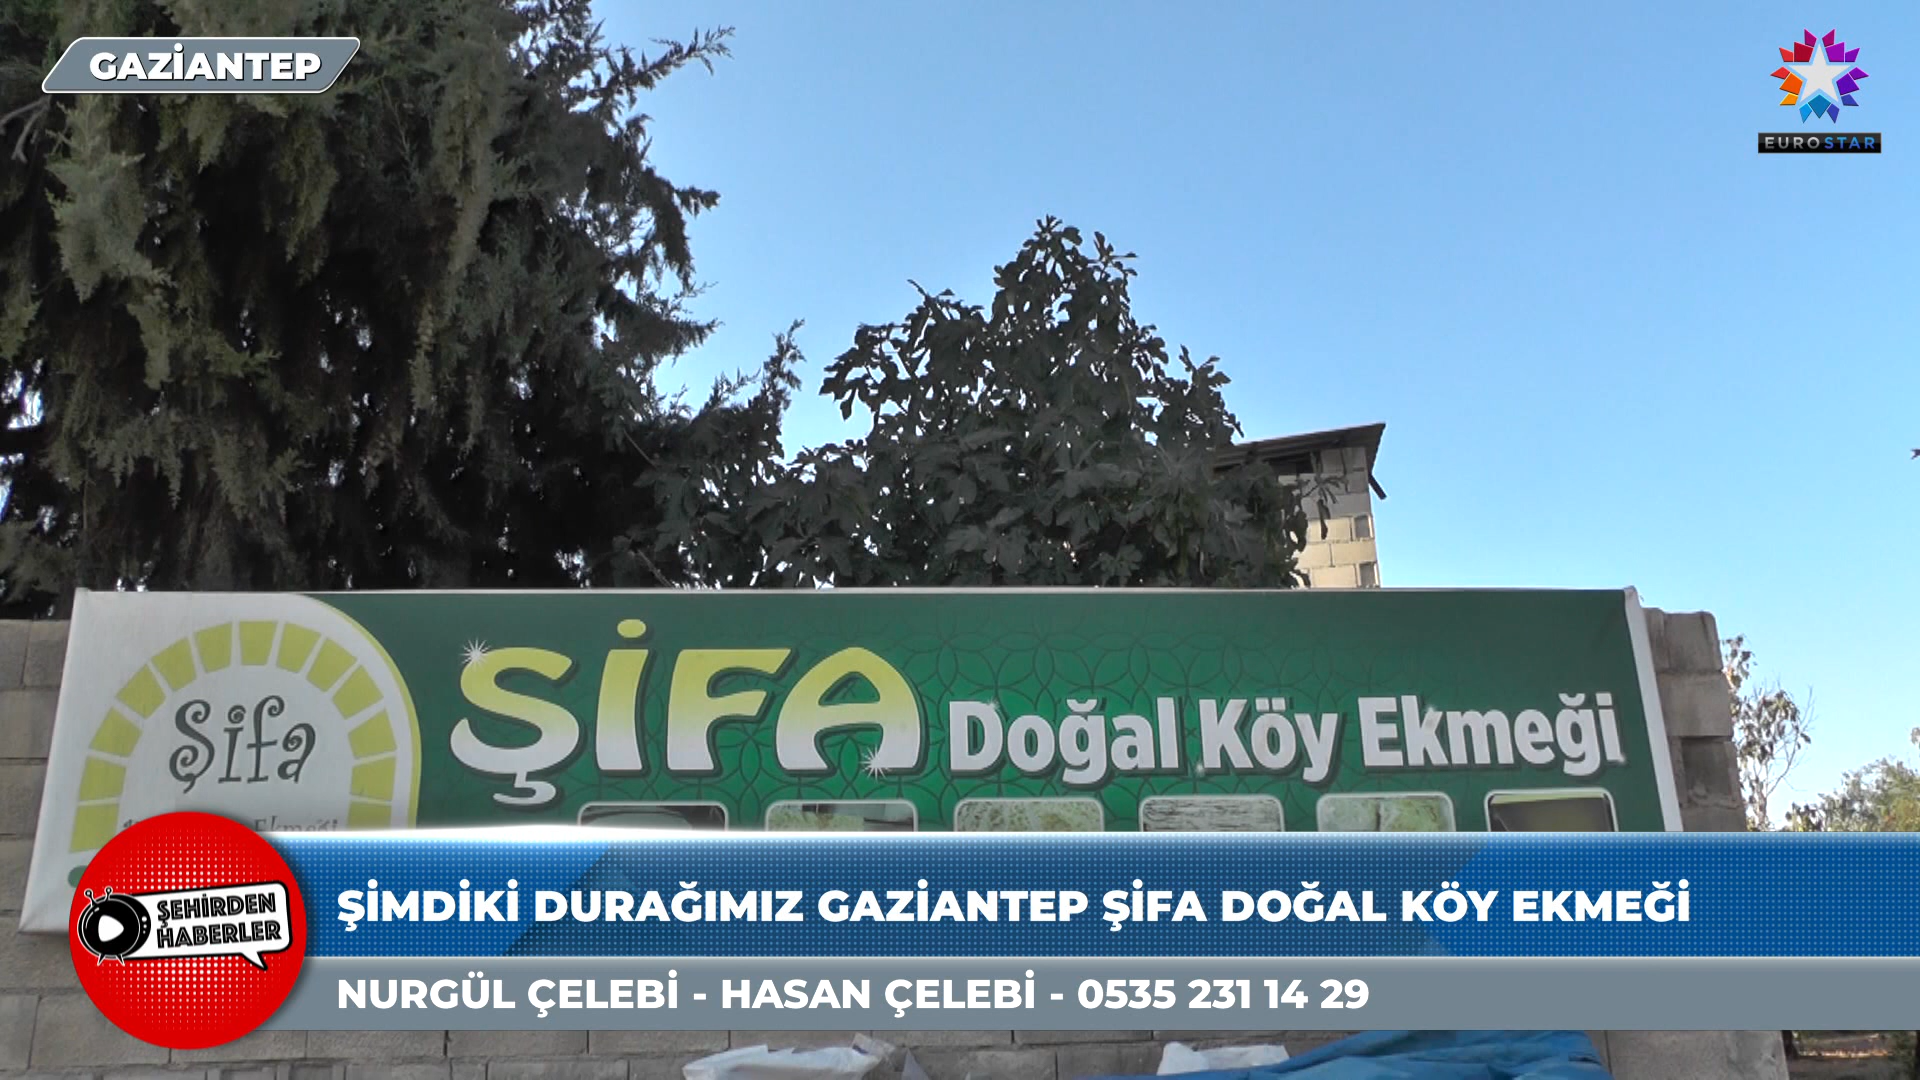 GAZİANTEP
EUROSTAR
ŞİFA Doğal Köy Ekmeği
Şifa
ŞİMDİKİ DURAĞIMIZ GAZİANTEP ŞİFA DOĞAL KÖY EKMEĞİ
ŞEHİRDEN
HABERLER
NURGÜL ÇELEBİ - HASAN ÇELEBİ - 0535 231 14 29